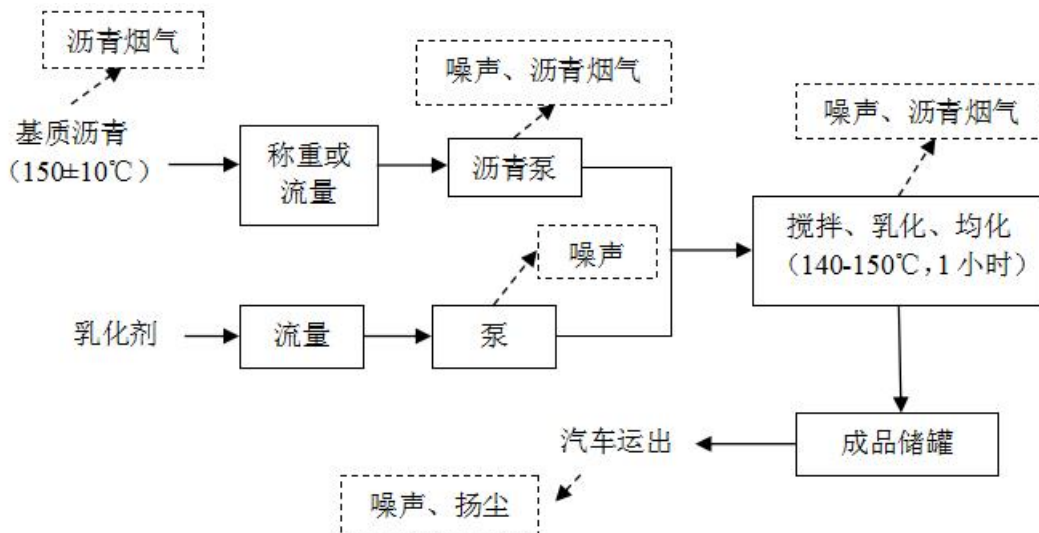 沥青烟气
噪声、沥青烟气
噪声、沥青烟气
基质沥青
（150±10℃）
称重或
流量
沥青泵
搅拌、乳化、均化
（140-150℃,1小时）
噪声
乳化剂
流量
泵
汽车运出
成品储罐
噪声、扬尘